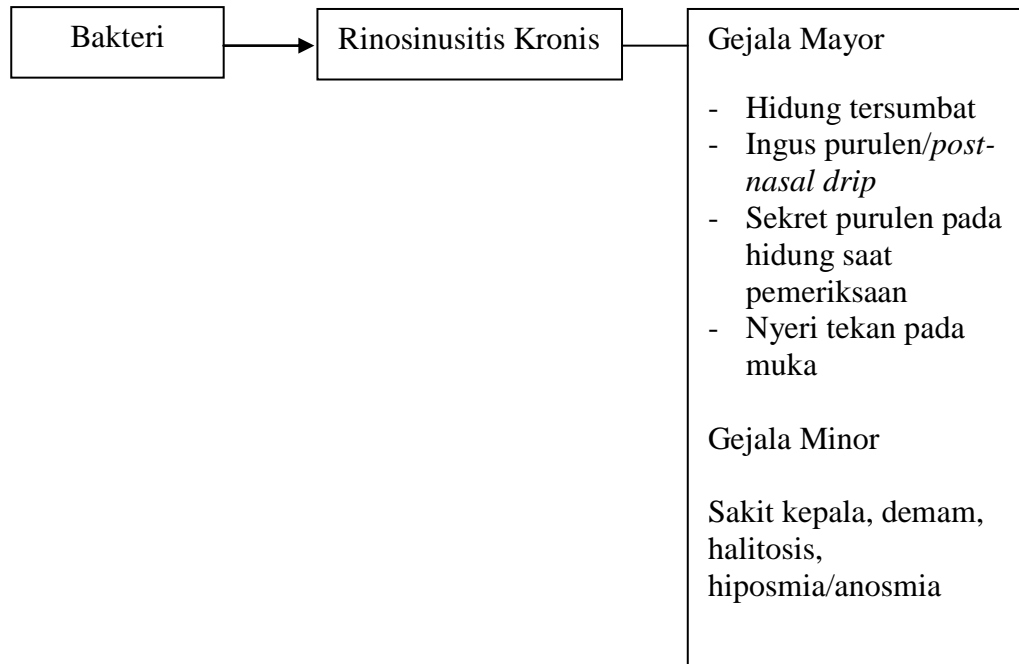 Bakteri
Rinosinusitis Kronis
Gejala Mayor
- Hidung tersumbat
- Ingus purulen/post-
nasal drip
- Sekret purulen pada
hidung saat
pemeriksaan
- Nyeri tekan pada
muka
Gejala Minor
Sakit kepala, demam,
halitosis,
hiposmia/anosmia